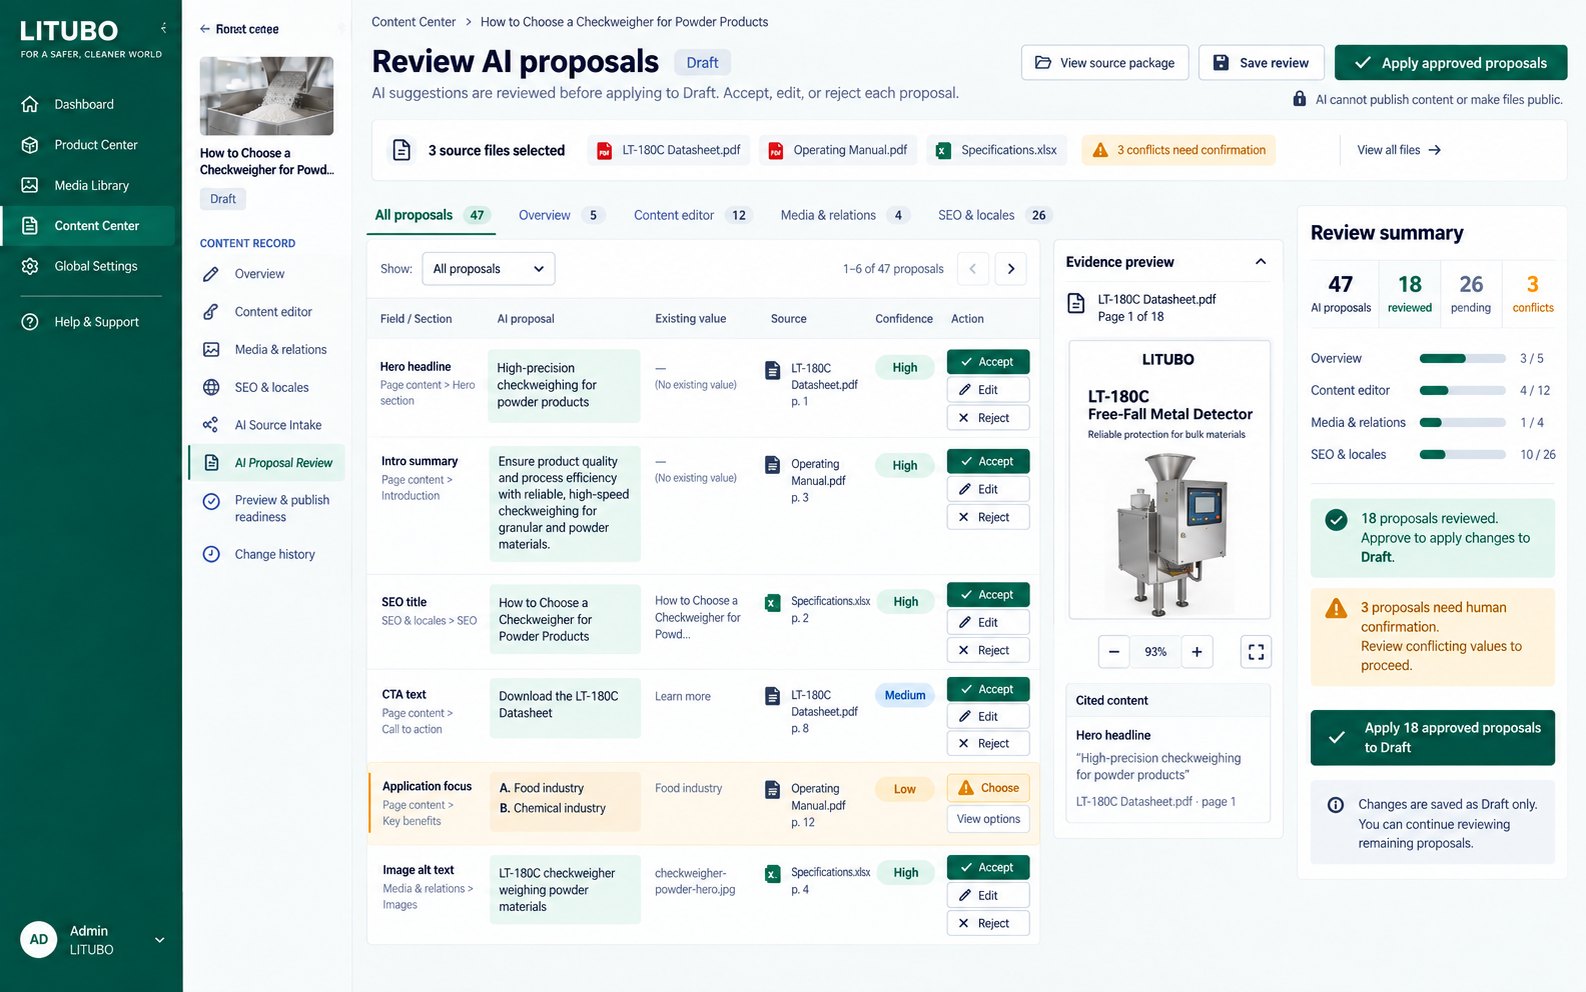 LITUBO
FOR A SAFER, CLEANER WORLD
Dashboard
Product Center
Media Library
Content Center
Global Settings
Help & Support
AD
Admin
LITUBO
How to Choose a
Checkweigher for Powd...
Draft
CONTENT RECORD
Overview
Content editor
Media & relations
SEO & locales
AI Source Intake
AI Proposal Review
Preview & publish
readiness
Change history
Content Center > How to Choose a Checkweigher for Powder Products
Review AI proposals
Draft
AI suggestions are reviewed before applying to Draft. Accept, edit, or reject each proposal.
View source package
Save review
Apply approved proposals
AI cannot publish content or make files public.
3 source files selected
PDF
LT-180C Datasheet.pdf
PDF
Operating Manual.pdf
X
Specifications.xlsx
3 conflicts need confirmation
View all files
All proposals 47
Overview 5
Content editor 12
Media & relations 4
SEO & locales 26
Show:
All proposals
1–6 of 47 proposals
Field / Section
AI proposal
Existing value
Source
Confidence
Action
Hero headline
Page content > Hero
section
High-precision
checkweighing for
powder products
—
(No existing value)
LT-180C
Datasheet.pdf
p. 1
High
Accept
Edit
Reject
Intro summary
Page content >
Introduction
Ensure product quality
and process efficiency
with reliable, high-speed
checkweighing for
granular and powder
materials.
—
(No existing value)
Operating
Manual.pdf
p. 3
High
Accept
Edit
Reject
SEO title
SEO & locales > SEO
How to Choose a
Checkweigher for
Powder Products
How to Choose a
Checkweigher for
Powd...
X
Specifications.xlsx
p. 2
High
Accept
Edit
Reject
CTA text
Page content >
Call to action
Download the LT-180C
Datasheet
Learn more
LT-180C
Datasheet.pdf
p. 8
Medium
Accept
Edit
Reject
Application focus
Page content >
Key benefits
A. Food industry
B. Chemical industry
Food industry
Operating
Manual.pdf
p. 12
Low
Choose
View options
Image alt text
Media & relations >
Images
LT-180C checkweigher
weighing powder
materials
checkweigher-
powder-hero.jpg
X
Specifications.xlsx
p. 4
High
Accept
Edit
Reject
Evidence preview
LT-180C Datasheet.pdf
Page 1 of 18
LITUBO
LT-180C
Free-Fall Metal Detector
Reliable protection for bulk materials
93%
Cited content
Hero headline
“High-precision checkweighing
for powder products”
LT-180C Datasheet.pdf · page 1
Review summary
47
AI proposals
18
reviewed
26
pending
3
conflicts
Overview 3 / 5
Content editor 4 / 12
Media & relations 1 / 4
SEO & locales 10 / 26
18 proposals reviewed.
Approve to apply changes to
Draft.
3 proposals need human
confirmation.
Review conflicting values to
proceed.
Apply 18 approved proposals
to Draft
Changes are saved as Draft only.
You can continue reviewing
remaining proposals.